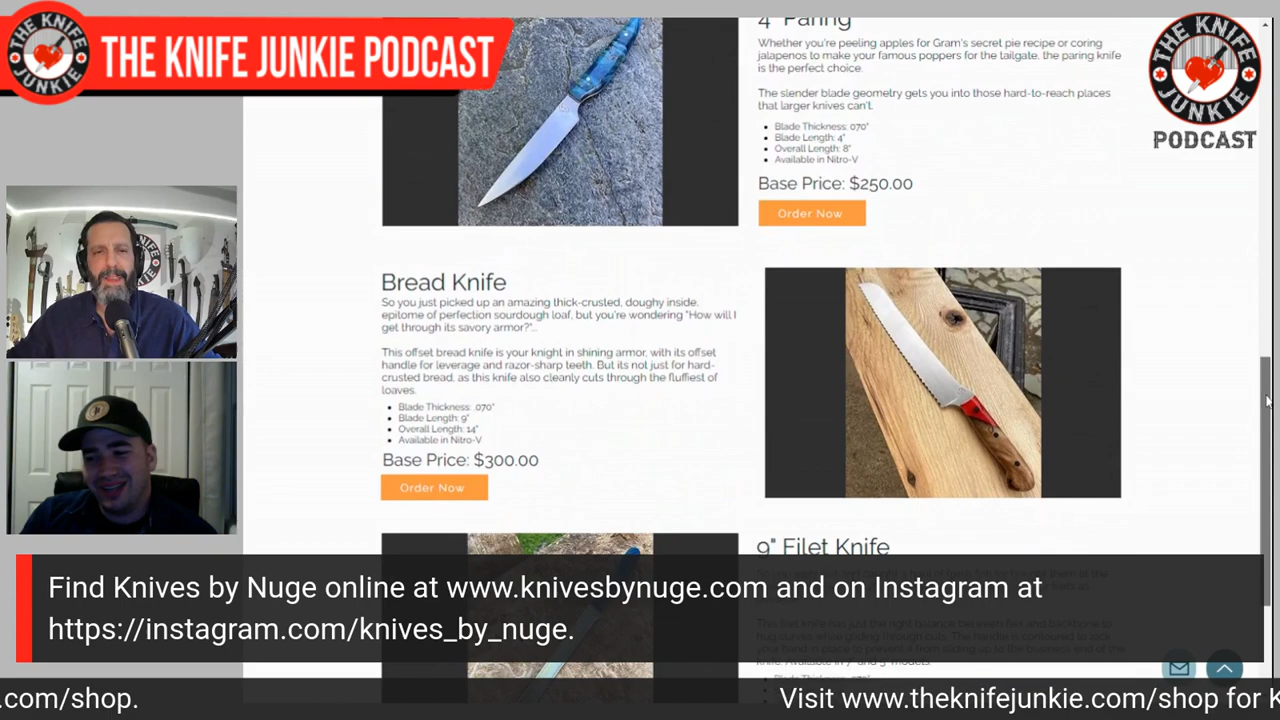 THE KNIFE JUNKIE
THE KNIFE JUNKIE PODCAST
THE KNIFE
JUNKIE
PODCAST
4" Paring
Whether you're peeling apples for Gram's secret pie recipe or coring
jalapenos to make your famous poppers for the tailgate, the paring knife
is the perfect choice.
The slender blade geometry gets you into those hard-to-reach places
that larger knives can't.
• Blade Thickness: 070"
• Blade Length: 4"
• Overall Length: 8"
• Available in Nitro-V
Base Price: $250.00
Order Now
Bread Knife
So you just picked up an amazing thick-crusted, doughy inside,
epitome of perfection sourdough loaf, but you're wondering "How will I
get through its savory armor?"...
This offset bread knife is your knight in shining armor, with its offset
handle for leverage and razor-sharp teeth. But its not just for hard-
crusted bread, as this knife also cleanly cuts through the fluffiest of
loaves.
• Blade Thickness: .070"
• Blade Length: 9"
• Overall Length: 14"
• Available in Nitro-V
Base Price: $300.00
Order Now
9" Filet Knife
Find Knives by Nuge online at www.knivesbynuge.com and on Instagram at
https://instagram.com/knives_by_nuge.
.com/shop.
Visit www.theknifejunkie.com/shop for K